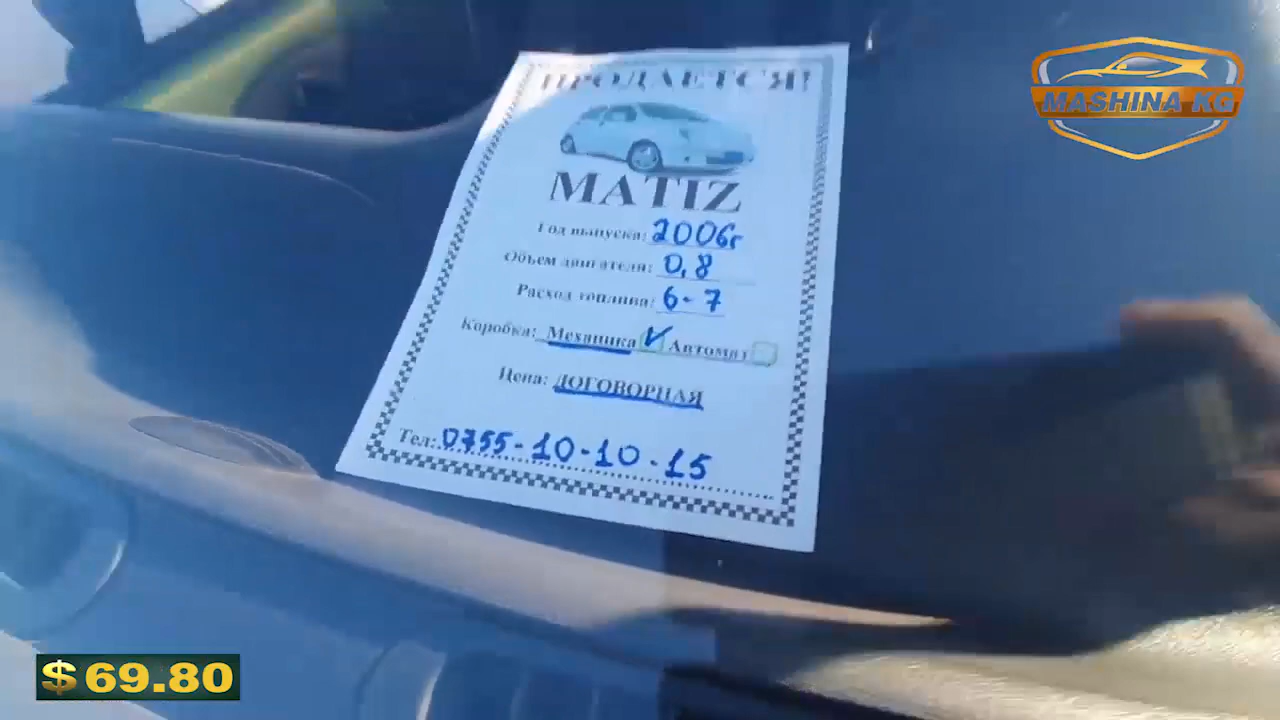 ПРОДАЕТСЯ!
MATIZ
Год выпуска: 2006г
Объем двигателя: 0,8
Расход топлива: 6-7
Коробка: Механика Автомат
Цена: ДОГОВОРНАЯ
Тел: 0755-10-10-15
MASHINA KG
$ 69.80